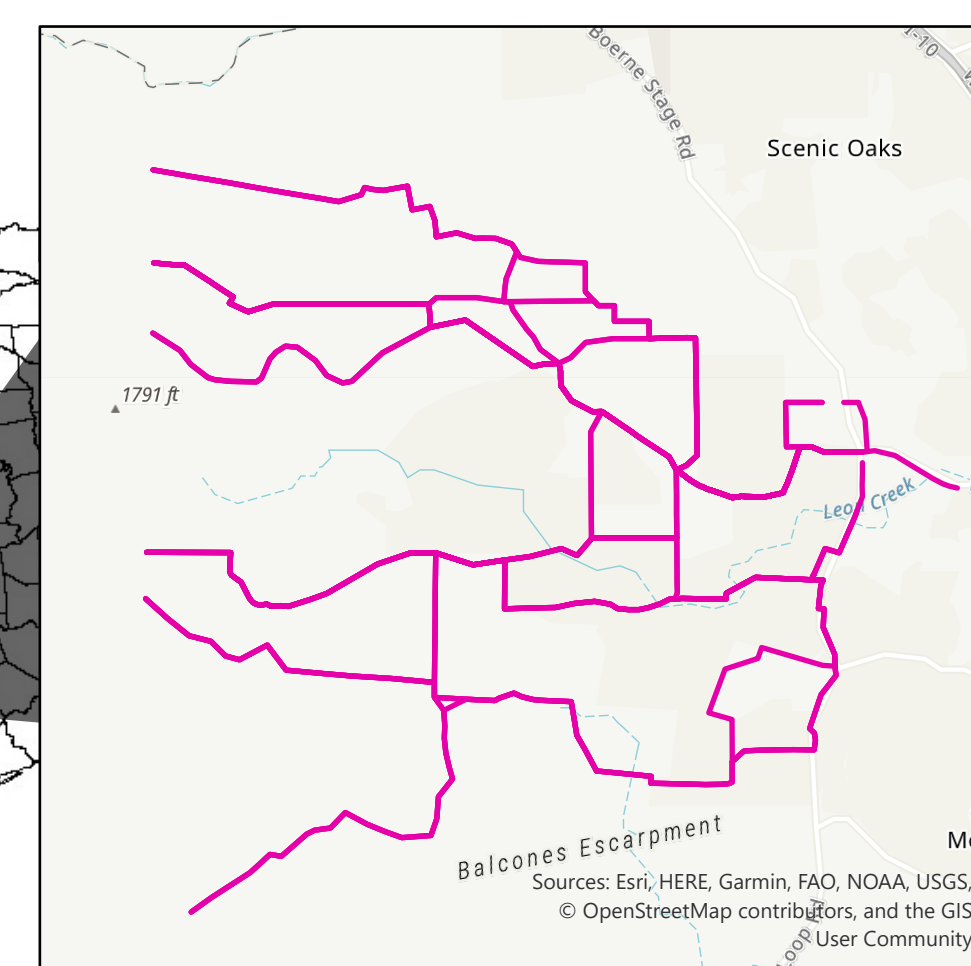 I-10
Boerne Stage Rd
Scenic Oaks
1791 ft
Leon Creek
Balcones Escarpment
Sources: Esri, HERE, Garmin, FAO, NOAA, USGS,
© OpenStreetMap contributors, and the GIS
User Community
Loop Rd